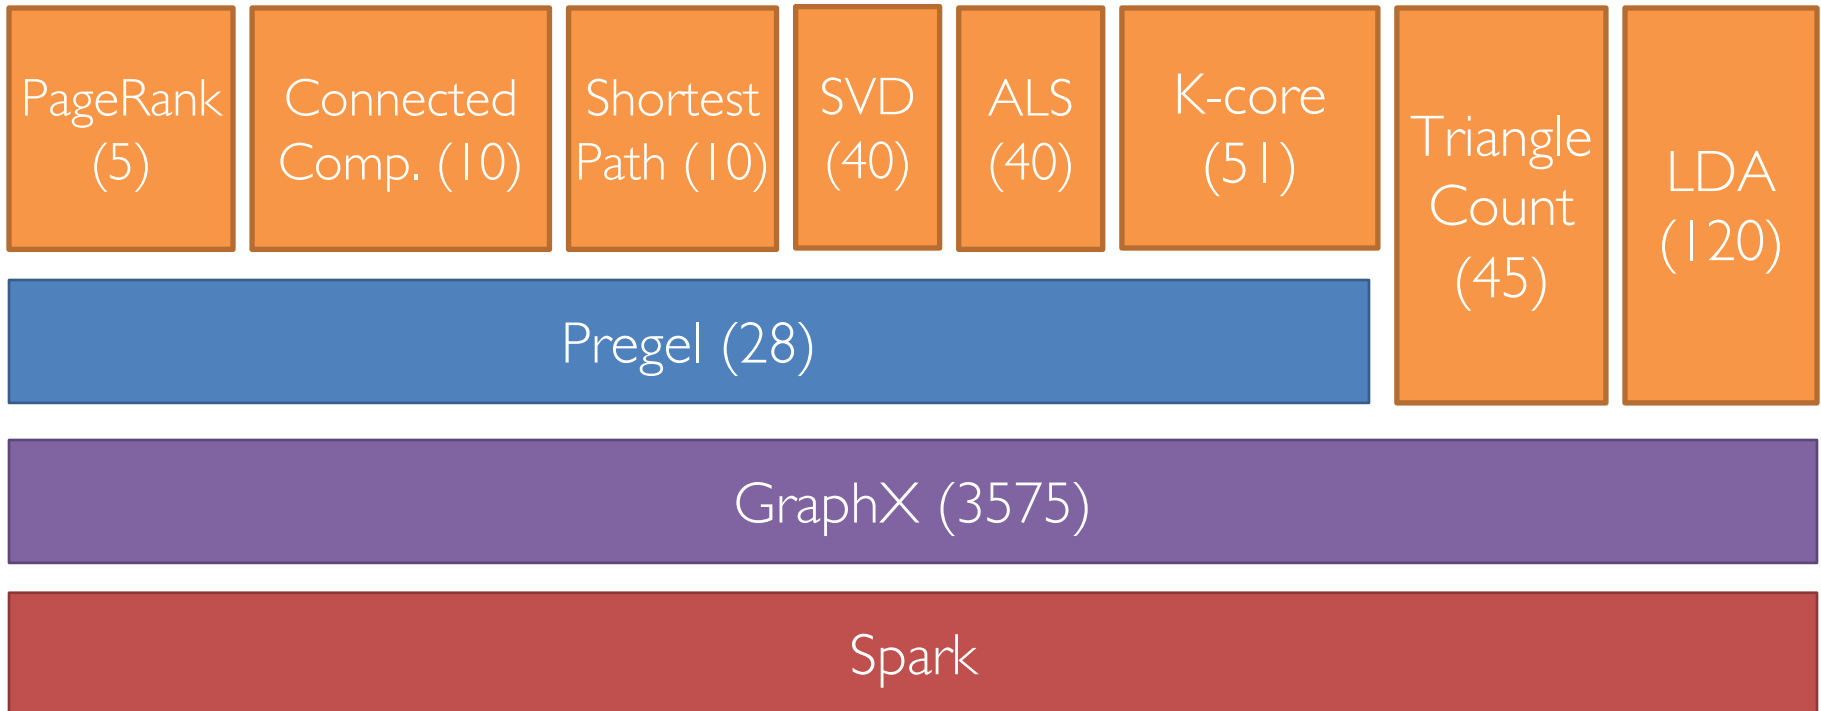 PageRank
(5)
Connected
Comp. (10)
Shortest
Path (10)
SVD
(40)
ALS
(40)
K-core
(51)
Triangle
Count
(45)
LDA
(120)
Pregel (28)
GraphX (3575)
Spark